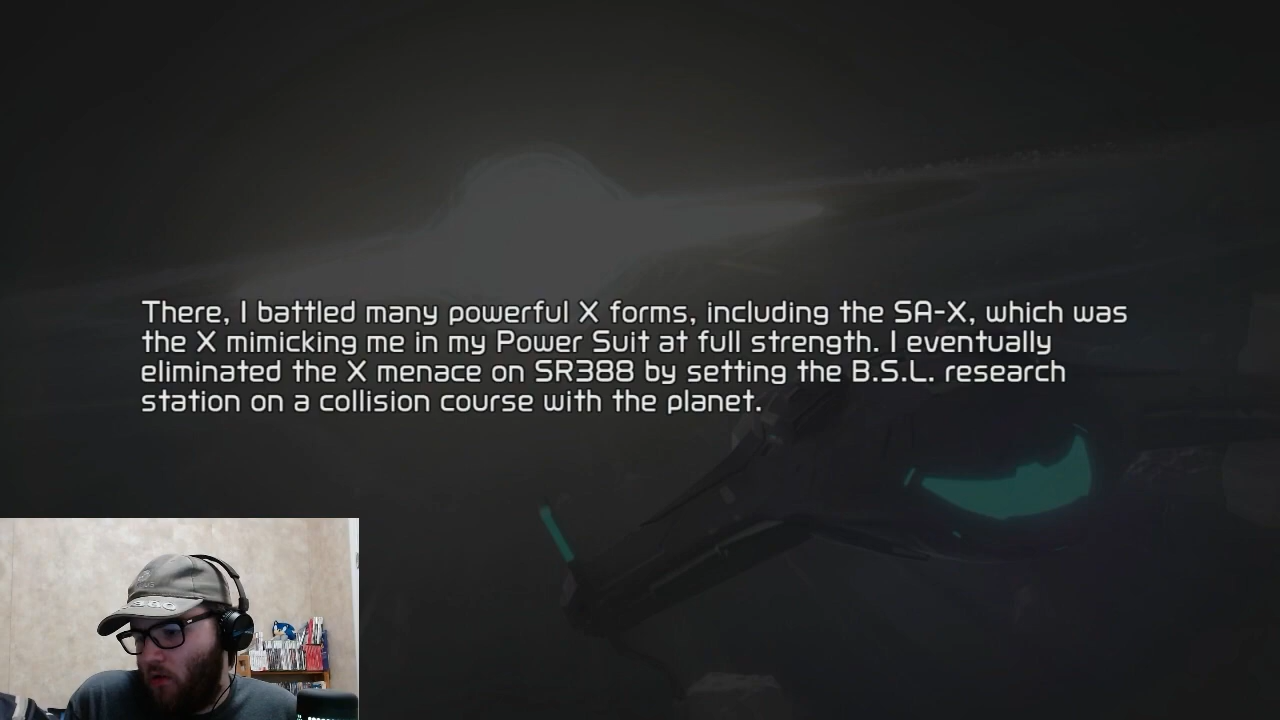 There, I battled many powerful X forms, including the SA-X, which was
the X mimicking me in my Power Suit at full strength. I eventually
eliminated the X menace on SR388 by setting the B.S.L. research
station on a collision course with the planet.